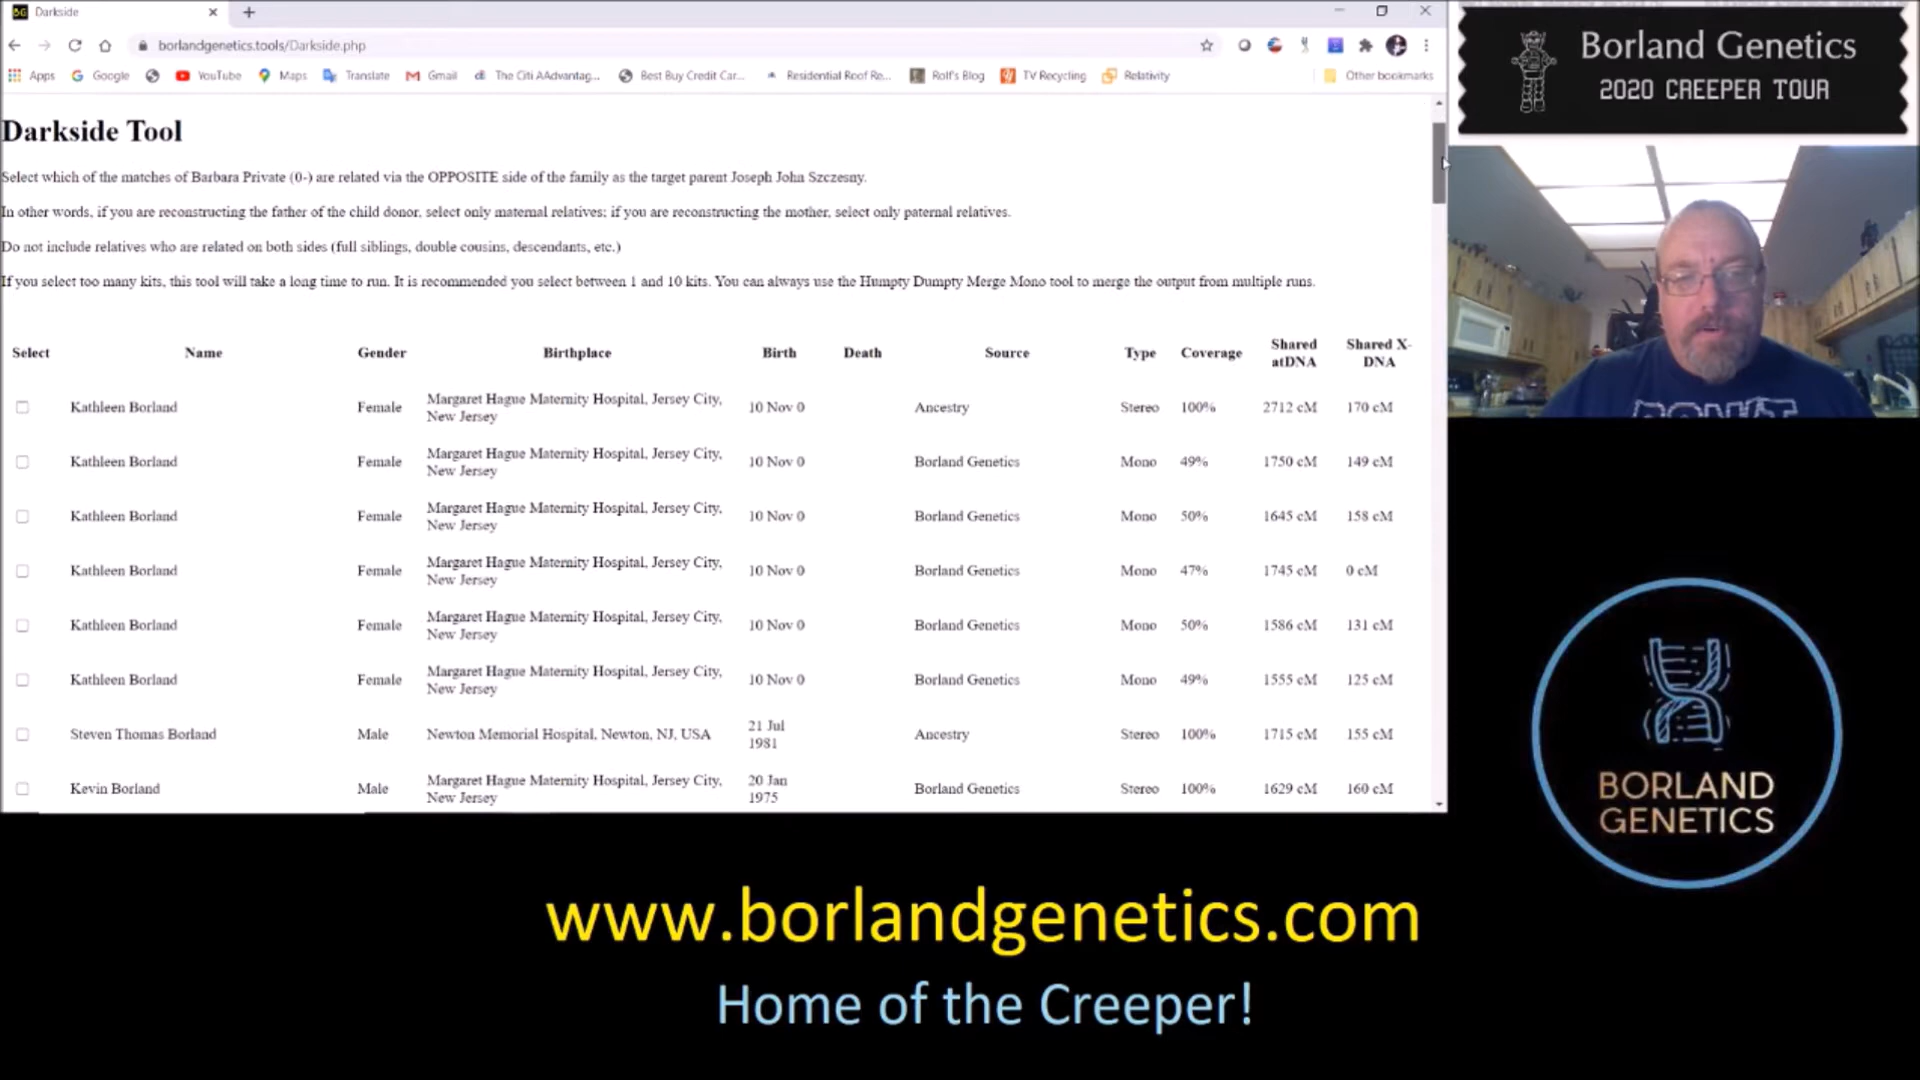 Darkside
borlandgenetics.tools/Darkside.php
Apps Google YouTube Maps Translate Gmail The Citi AAdvantag... Best Buy Credit Car... Residential Roof Re... Rolf's Blog TV Recycling Relativity Other bookmarks
Darkside Tool
Select which of the matches of Barbara Private (0-) are related via the OPPOSITE side of the family as the target parent Joseph John Szczesny.
In other words, if you are reconstructing the father of the child donor, select only maternal relatives; if you are reconstructing the mother, select only paternal relatives.
Do not include relatives who are related on both sides (full siblings, double cousins, descendants, etc.)
If you select too many kits, this tool will take a long time to run. It is recommended you select between 1 and 10 kits. You can always use the Humpty Dumpty Merge Mono tool to merge the output from multiple runs.
Select Name Gender Birthplace Birth Death Source Type Coverage Shared atDNA Shared X-DNA
Kathleen Borland Female Margaret Hague Maternity Hospital, Jersey City, New Jersey 10 Nov 0 Ancestry Stereo 100% 2712 cM 170 cM
Kathleen Borland Female Margaret Hague Maternity Hospital, Jersey City, New Jersey 10 Nov 0 Borland Genetics Mono 49% 1750 cM 149 cM
Kathleen Borland Female Margaret Hague Maternity Hospital, Jersey City, New Jersey 10 Nov 0 Borland Genetics Mono 50% 1645 cM 158 cM
Kathleen Borland Female Margaret Hague Maternity Hospital, Jersey City, New Jersey 10 Nov 0 Borland Genetics Mono 47% 1745 cM 0 cM
Kathleen Borland Female Margaret Hague Maternity Hospital, Jersey City, New Jersey 10 Nov 0 Borland Genetics Mono 50% 1586 cM 131 cM
Kathleen Borland Female Margaret Hague Maternity Hospital, Jersey City, New Jersey 10 Nov 0 Borland Genetics Mono 49% 1555 cM 125 cM
Steven Thomas Borland Male Newton Memorial Hospital, Newton, NJ, USA 21 Jul 1981 Ancestry Stereo 100% 1715 cM 155 cM
Kevin Borland Male Margaret Hague Maternity Hospital, Jersey City, New Jersey 20 Jan 1975 Borland Genetics Stereo 100% 1629 cM 160 cM
Borland Genetics
2020 CREEPER TOUR
BORLAND
GENETICS
www.borlandgenetics.com
Home of the Creeper!